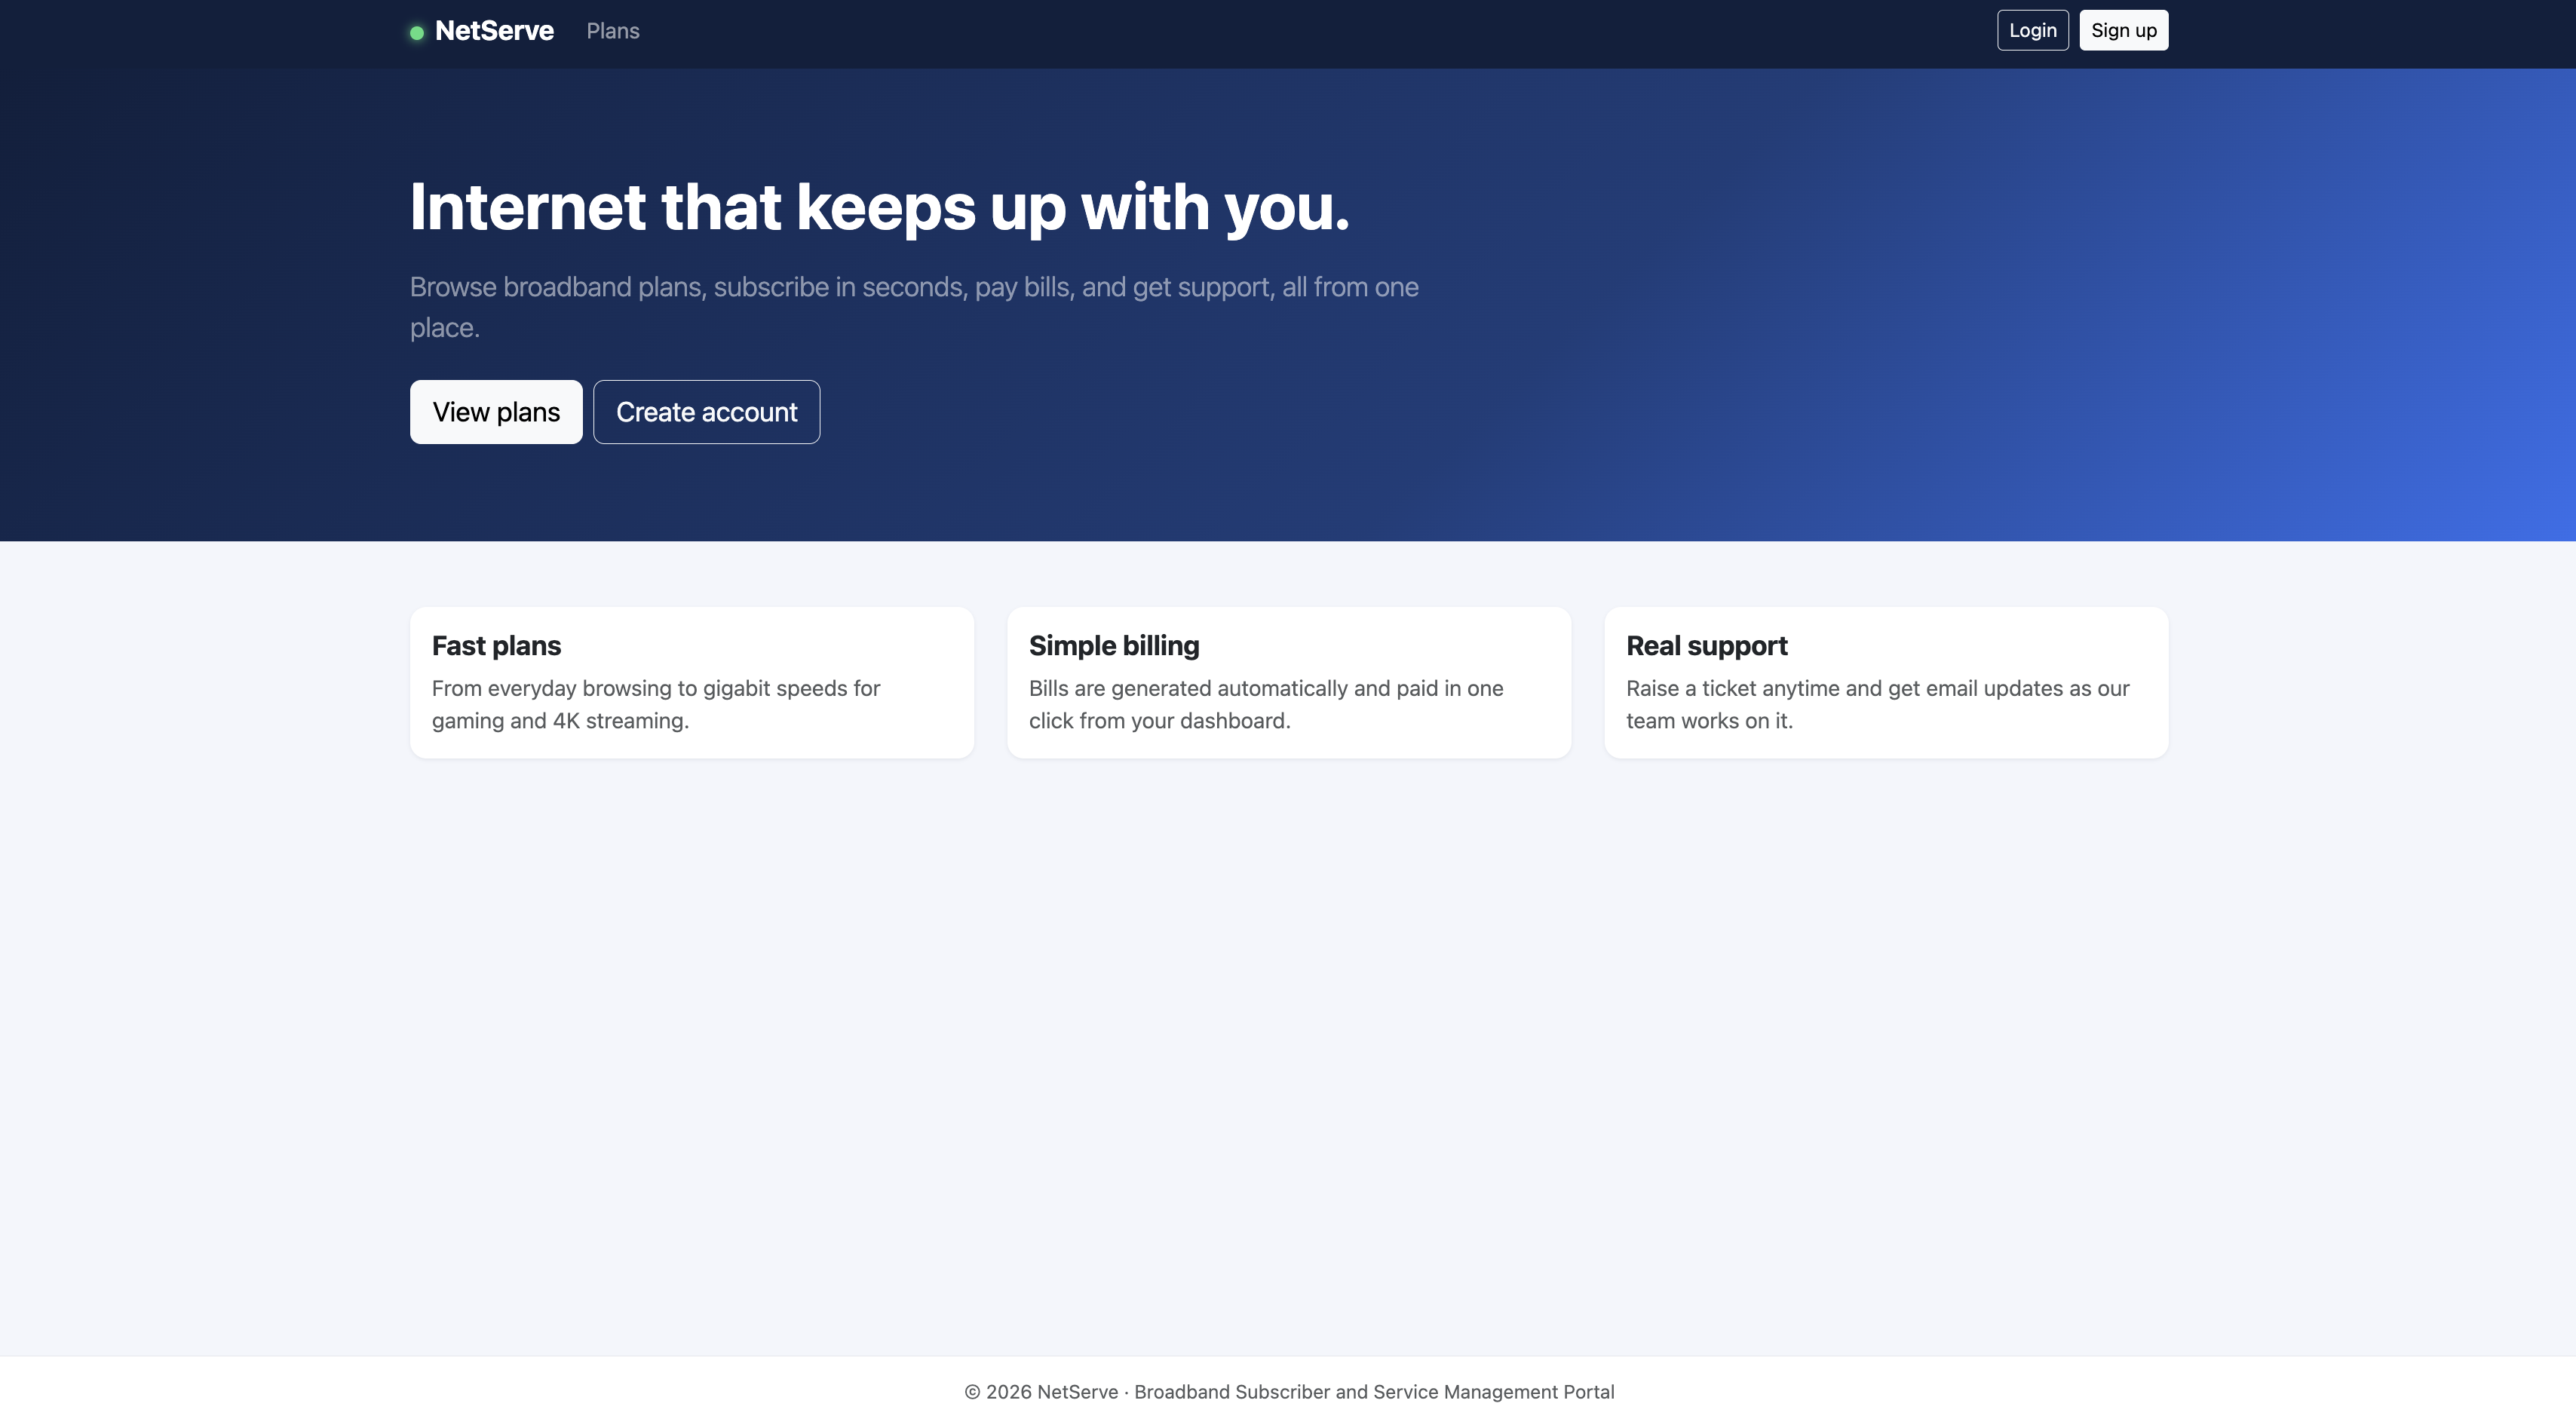 NetServe
Plans
Login
Sign up
Internet that keeps up with you.
Browse broadband plans, subscribe in seconds, pay bills, and get support, all from one
place.
View plans
Create account
Fast plans
From everyday browsing to gigabit speeds for
gaming and 4K streaming.
Simple billing
Bills are generated automatically and paid in one
click from your dashboard.
Real support
Raise a ticket anytime and get email updates as our
team works on it.
© 2026 NetServe · Broadband Subscriber and Service Management Portal